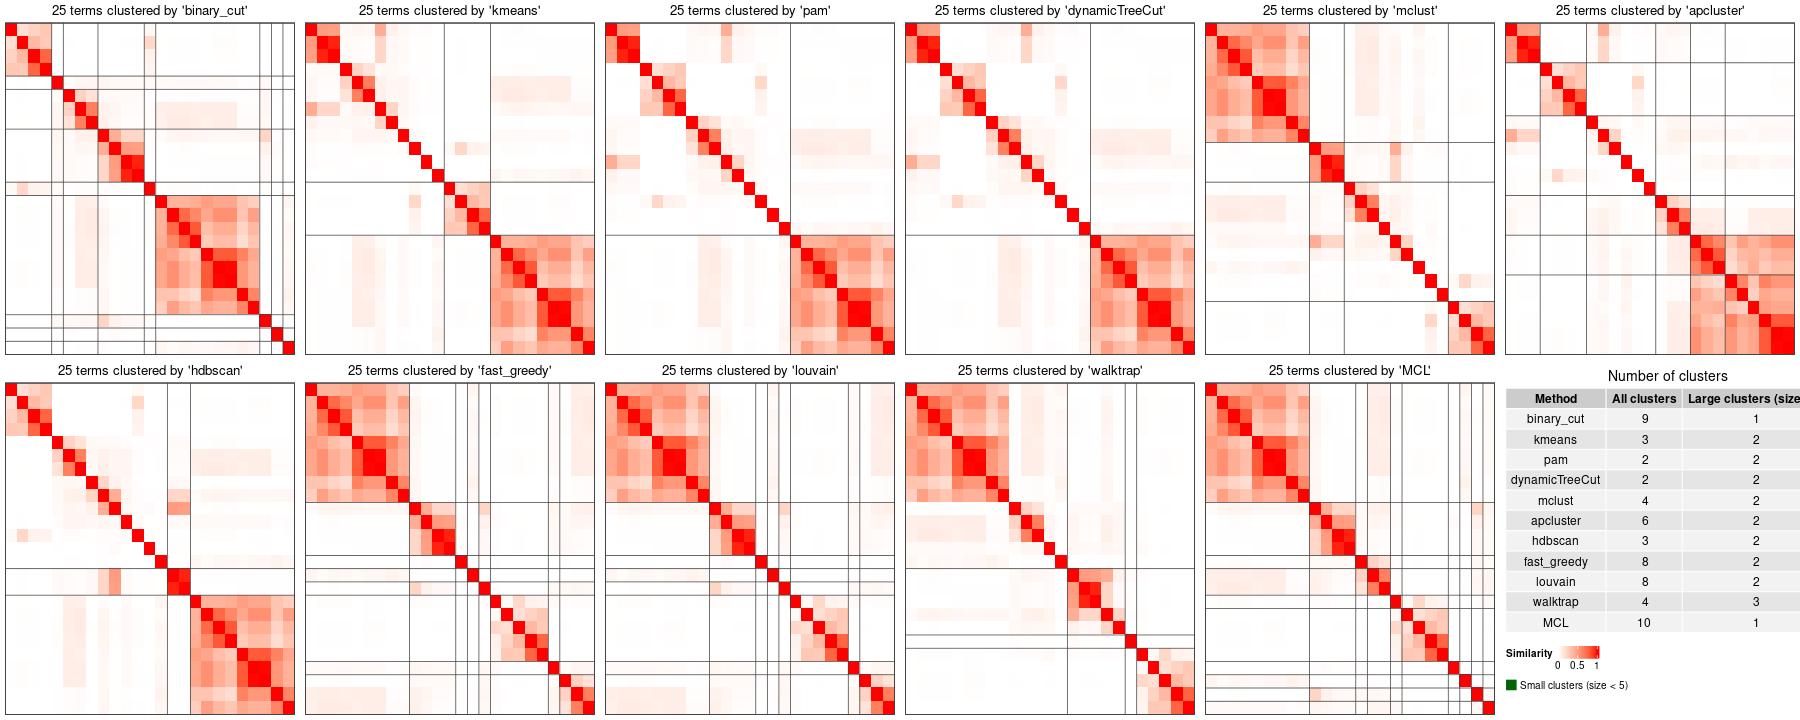 25 terms clustered by 'binary_cut'
25 terms clustered by 'kmeans'
25 terms clustered by 'pam'
25 terms clustered by 'dynamicTreeCut'
25 terms clustered by 'mclust'
25 terms clustered by 'apcluster'
25 terms clustered by 'hdbscan'
25 terms clustered by 'fast_greedy'
25 terms clustered by 'louvain'
25 terms clustered by 'walktrap'
25 terms clustered by 'MCL'
Number of clusters
Method All clusters Large clusters (size
binary_cut 9 1
kmeans 3 2
pam 2 2
dynamicTreeCut 2 2
mclust 4 2
apcluster 6 2
hdbscan 3 2
fast_greedy 8 2
louvain 8 2
walktrap 4 3
MCL 10 1
Similarity
0 0.5 1
Small clusters (size < 5)